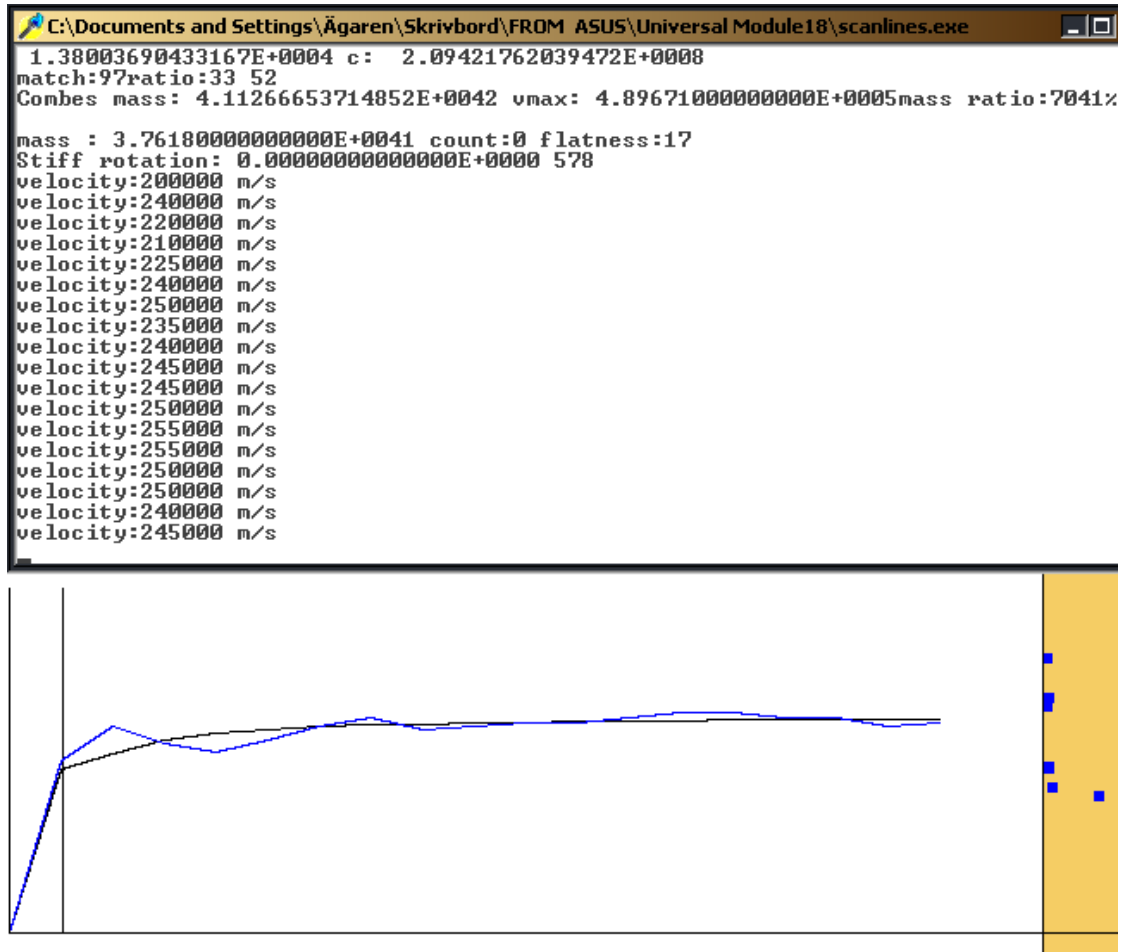 C:\Documents and Settings\Ägaren\Skrivbord\FROM ASUS\Universal Module18\scanlines.exe
1.38003690433167E+0004 c: 2.09421762039472E+0008
match:97ratio:33 52
Combes mass: 4.11266653714852E+0042 vmax: 4.89671000000000E+0005mass ratio:7041%
mass : 3.76180000000000E+0041 count:0 flatness:17
Stiff rotation: 0.00000000000000E+0000 578
velocity:200000 m/s
velocity:240000 m/s
velocity:220000 m/s
velocity:210000 m/s
velocity:225000 m/s
velocity:240000 m/s
velocity:250000 m/s
velocity:235000 m/s
velocity:240000 m/s
velocity:245000 m/s
velocity:245000 m/s
velocity:250000 m/s
velocity:255000 m/s
velocity:255000 m/s
velocity:250000 m/s
velocity:250000 m/s
velocity:240000 m/s
velocity:245000 m/s